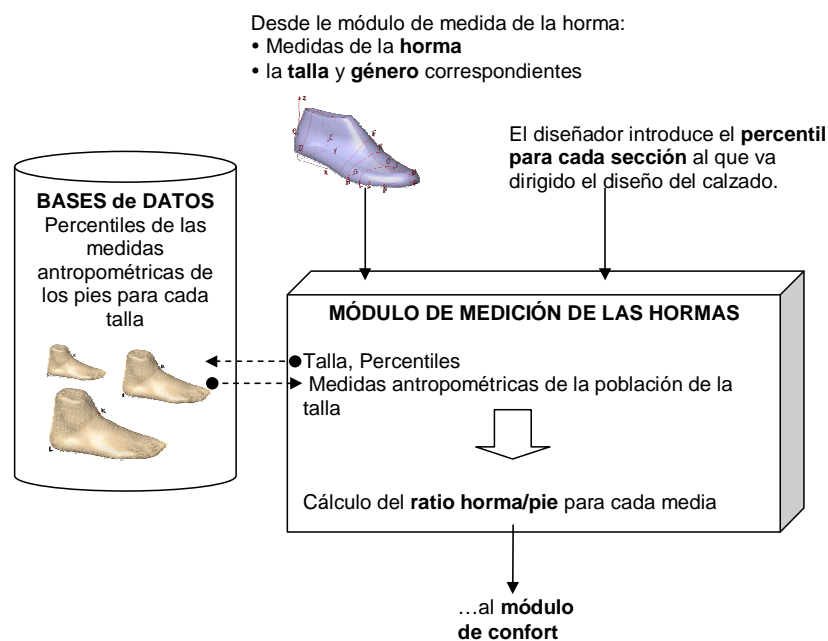 Desde le módulo de medida de la horma:
• Medidas de la horma
• la talla y género correspondientes
El diseñador introduce el percentil
para cada sección al que va
dirigido el diseño del calzado.
BASES de DATOS
Percentiles de las
medidas
antropométricas de
los pies para cada
talla
MÓDULO DE MEDICIÓN DE LAS HORMAS
Talla, Percentiles
Medidas antropométricas de la población de la
talla
Cálculo del ratio horma/pie para cada media
…al módulo
de confort